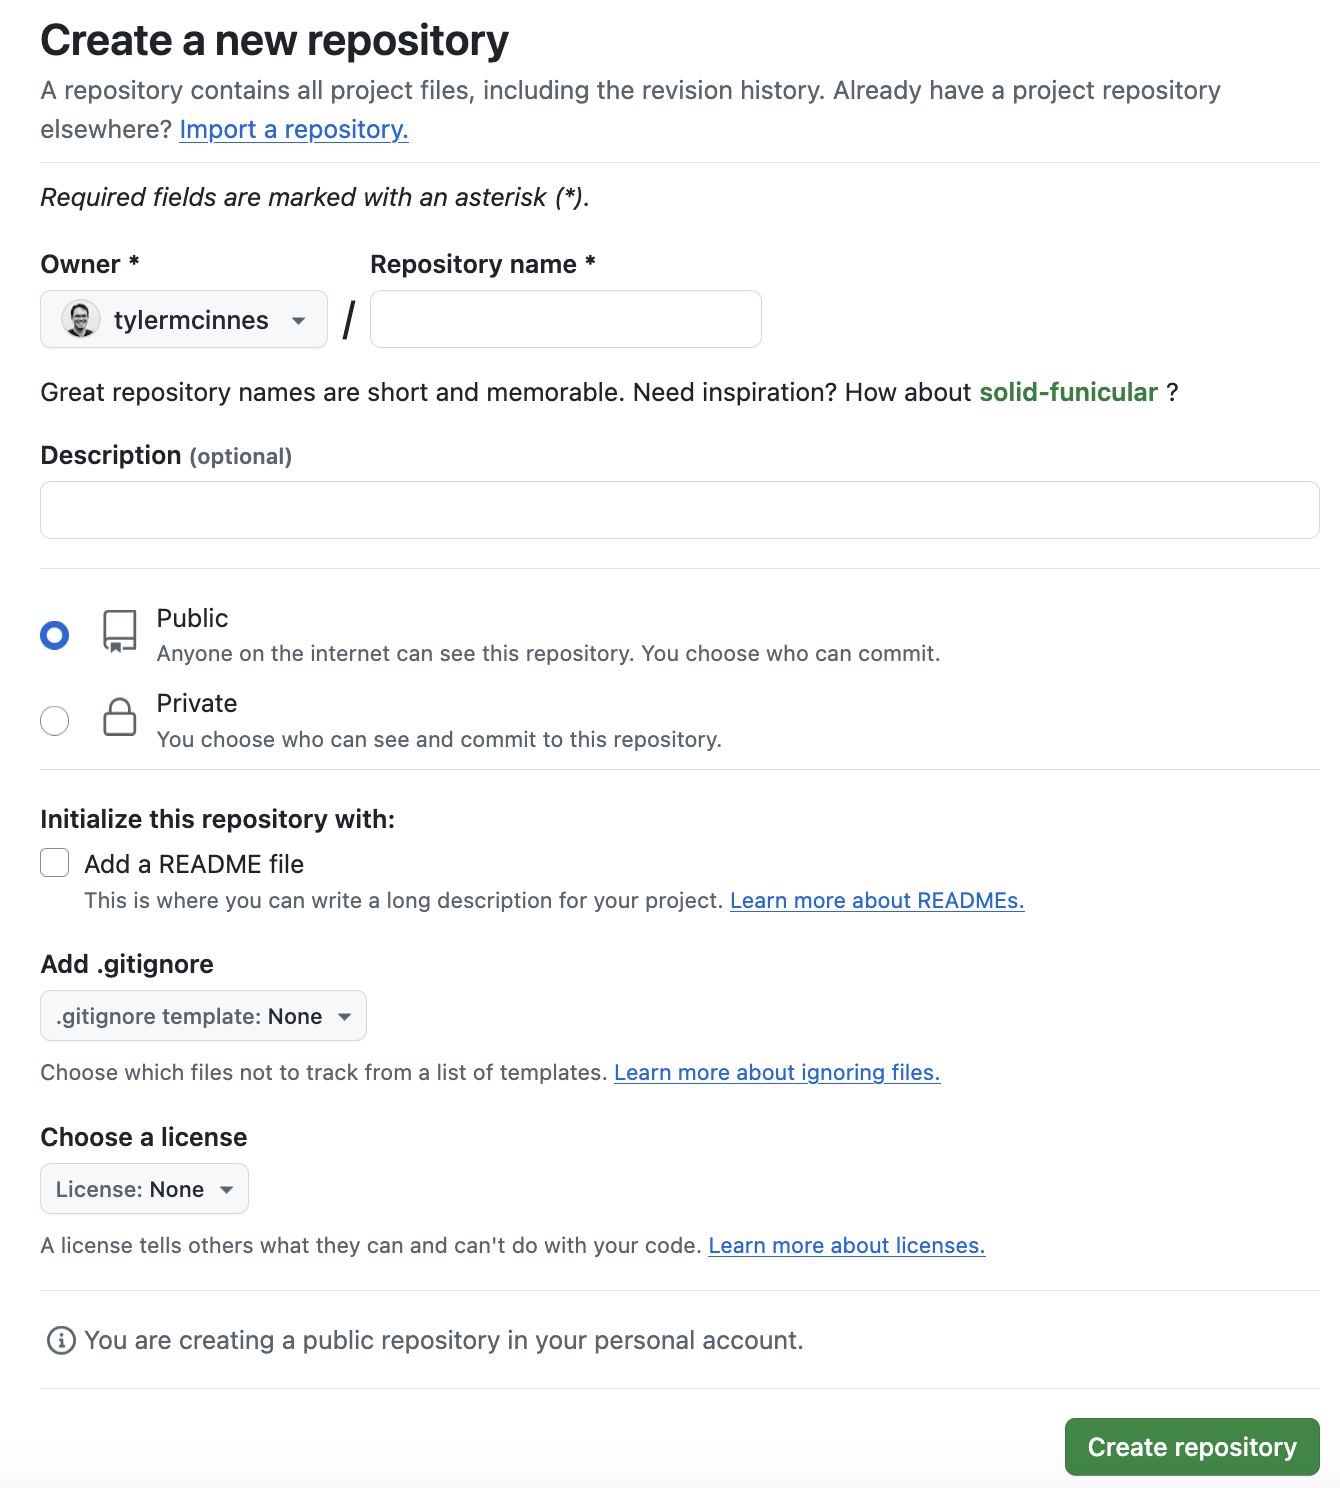 Create a new repository
A repository contains all project files, including the revision history. Already have a project repository
elsewhere? Import a repository.
Required fields are marked with an asterisk (*).
Owner * Repository name *
tylermcinnes /
Great repository names are short and memorable. Need inspiration? How about solid-funicular ?
Description (optional)
Public
Anyone on the internet can see this repository. You choose who can commit.
Private
You choose who can see and commit to this repository.
Initialize this repository with:
Add a README file
This is where you can write a long description for your project. Learn more about READMEs.
Add .gitignore
.gitignore template: None
Choose which files not to track from a list of templates. Learn more about ignoring files.
Choose a license
License: None
A license tells others what they can and can't do with your code. Learn more about licenses.
You are creating a public repository in your personal account.
Create repository